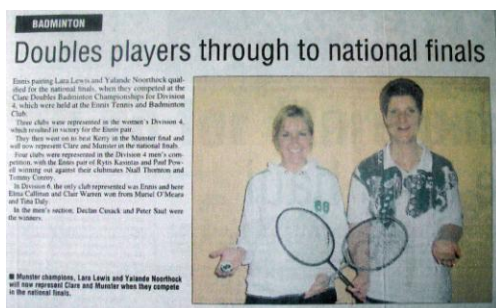 BADMINTON
Doubles players through to national finals
Ennis pairing Lara Lewis and Yalande Noorthock qual-
ified for the national finals, when they competed at the
Clare Doubles Badminton Championships for Division
4, which were held at the Ennis Tennis and Badminton
Club.
Three clubs were represented in the women's Division 4,
which resulted in victory for the Ennis pair.
They then went on to beat Kerry in the Munster final and
will now represent Clare and Munster in the national finals.
Four clubs were represented in the Division 4 men's com-
petition, with the Ennis pair of Rytis and Paul Pow-
ell winning out against their clubmates Niall Thornton and
Tommy
In Division 6, the only club represented was Ennis and here
Elma Callinan and Clair Warren won from Muriel O'Meara
and Tina Daly.
In the men's section, Declan Cusack and Peter Saul were
the winners.
■ Munster champions, Lara Lewis and Yalande Noorthock
will now represent Clare and Munster when they compete
in the national finals.